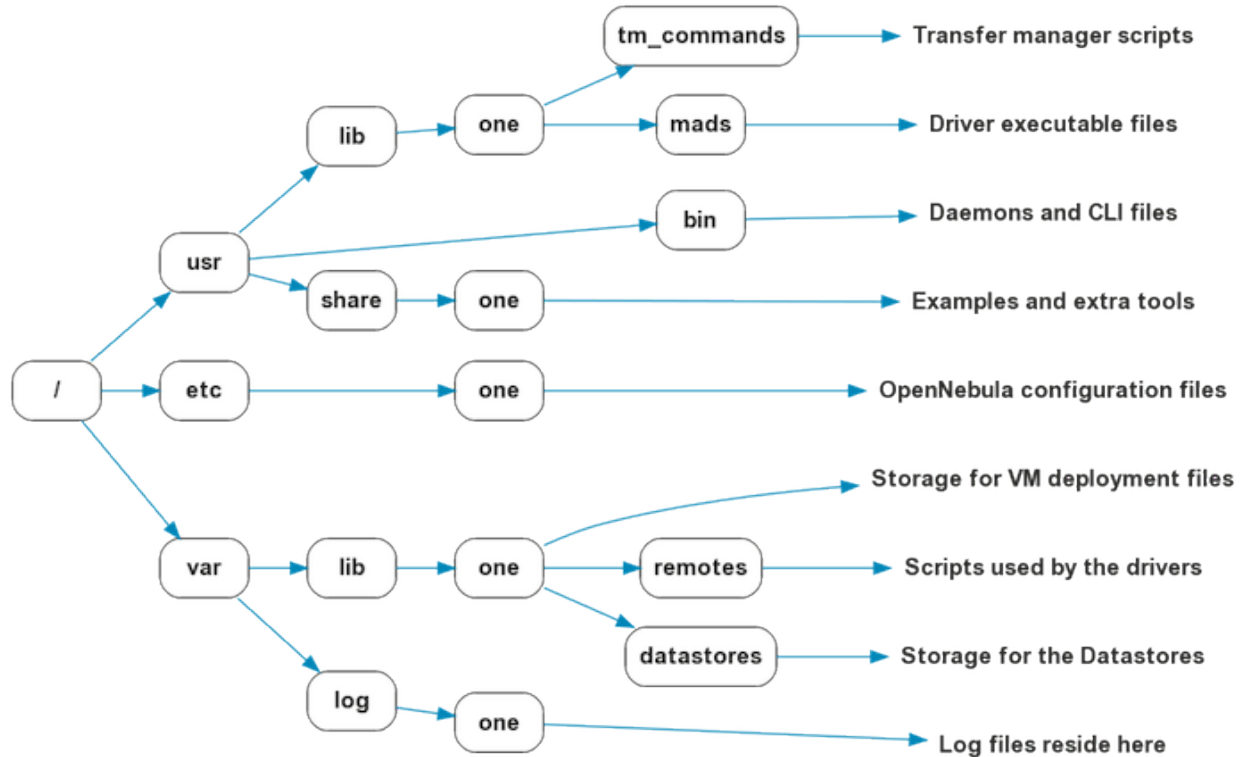 tm_commands
Transfer manager scripts
lib
one
mads
Driver executable files
bin
Daemons and CLI files
usr
share
one
Examples and extra tools
/
etc
one
OpenNebula configuration files
Storage for VM deployment files
var
lib
one
remotes
Scripts used by the drivers
datastores
Storage for the Datastores
log
one
Log files reside here